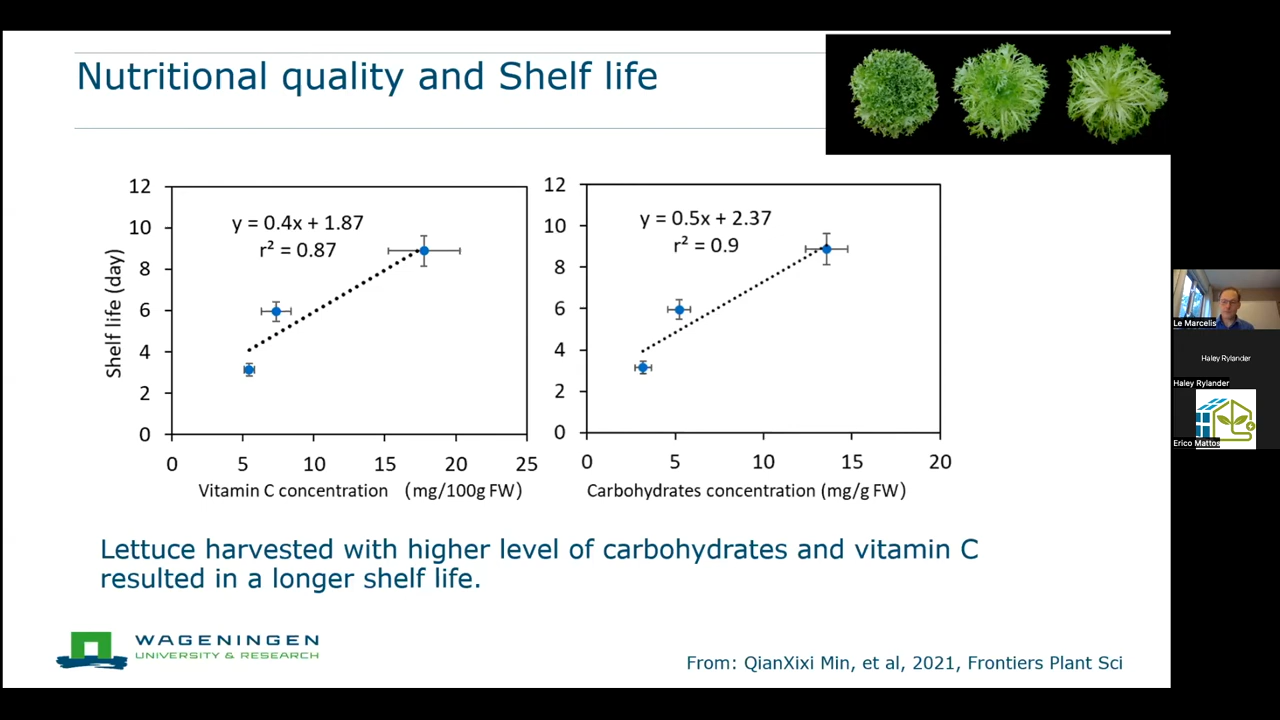 Nutritional quality and Shelf life
12
10
8
6
4
2
0
Shelf life (day)
y = 0.4x + 1.87
r² = 0.87
0 5 10 15 20 25
Vitamin C concentration (mg/100g FW)
12
10
8
6
4
2
0
y = 0.5x + 2.37
r² = 0.9
0 5 10 15 20
Carbohydrates concentration (mg/g FW)
Lettuce harvested with higher level of carbohydrates and vitamin C
resulted in a longer shelf life.
WAGENINGEN
UNIVERSITY & RESEARCH
From: QianXixi Min, et al, 2021, Frontiers Plant Sci
Le Marcelis
Haley Rylander
Haley Rylander
Erico Mattos